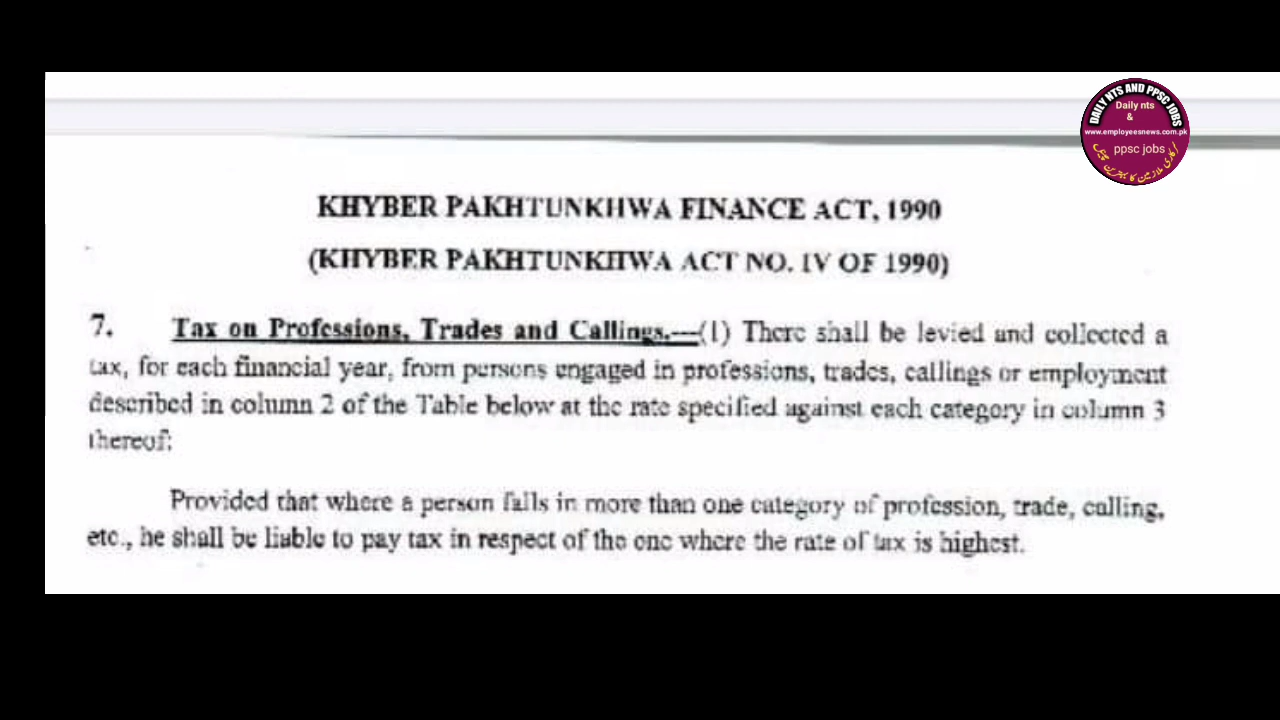 DAILY NTS AND PPSC JOBS
Daily nts
&
www.employeesnews.com.pk
ppsc jobs
سرکاری ملازمین کا بہترین چینل
KHYBER PAKHTUNKHWA FINANCE ACT, 1990
(KHYBER PAKHTUNKHWA ACT NO. IV OF 1990)
7. Tax on Professions, Trades and Callings.---(1) There shall be levied and collected a
tax, for each financial year, from persons engaged in professions, trades, callings or employment
described in column 2 of the Table below at the rate specified against each category in column 3
thereof:
Provided that where a person falls in more than one category of profession, trade, calling,
etc., he shall be liable to pay tax in respect of the one where the rate of tax is highest.